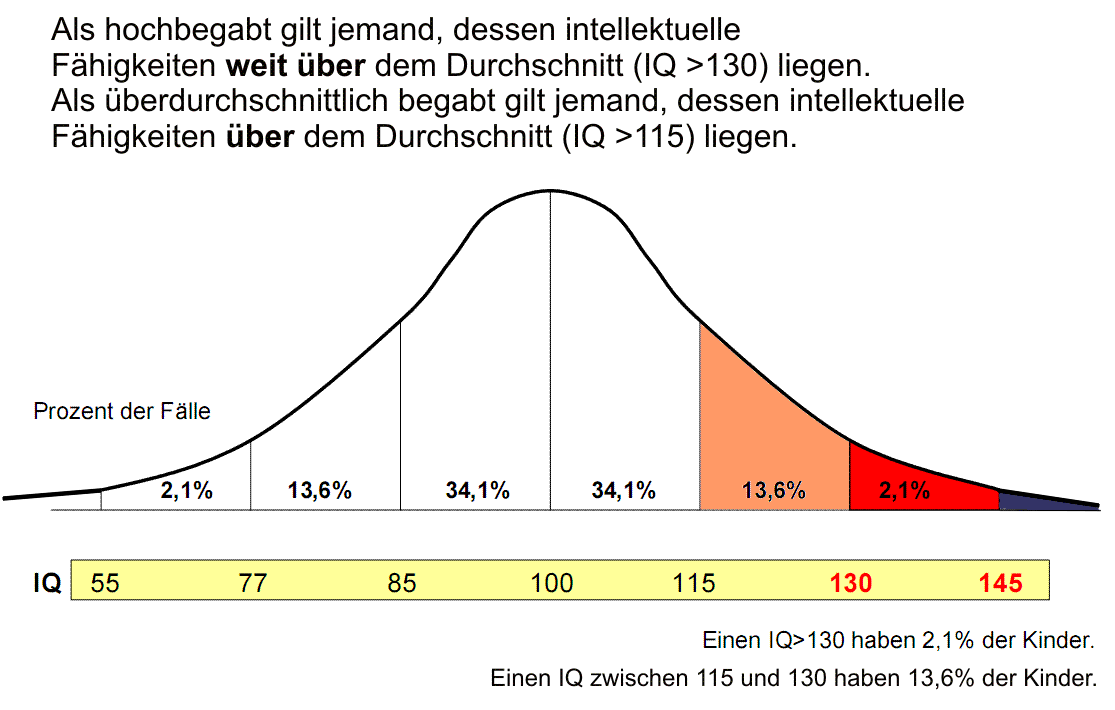 Als hochbegabt gilt jemand, dessen intellektuelle
Fähigkeiten weit über dem Durchschnitt (IQ >130) liegen.
Als überdurchschnittlich begabt gilt jemand, dessen intellektuelle
Fähigkeiten über dem Durchschnitt (IQ >115) liegen.
Prozent der Fälle
2,1% 13,6% 34,1% 34,1% 13,6% 2,1%
IQ 55 77 85 100 115 130 145
Einen IQ>130 haben 2,1% der Kinder.
Einen IQ zwischen 115 und 130 haben 13,6% der Kinder.